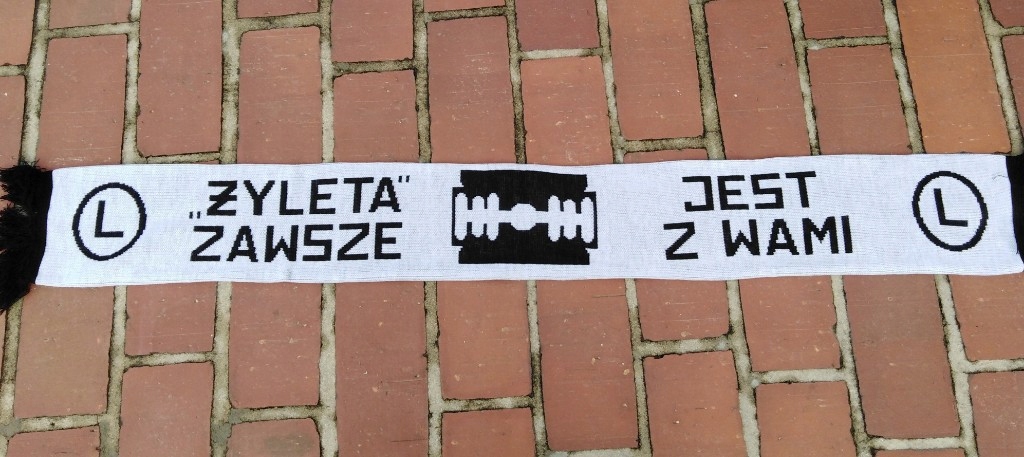 L
„ŻYLETA”
ZAWSZE
JEST
Z WAMI
L